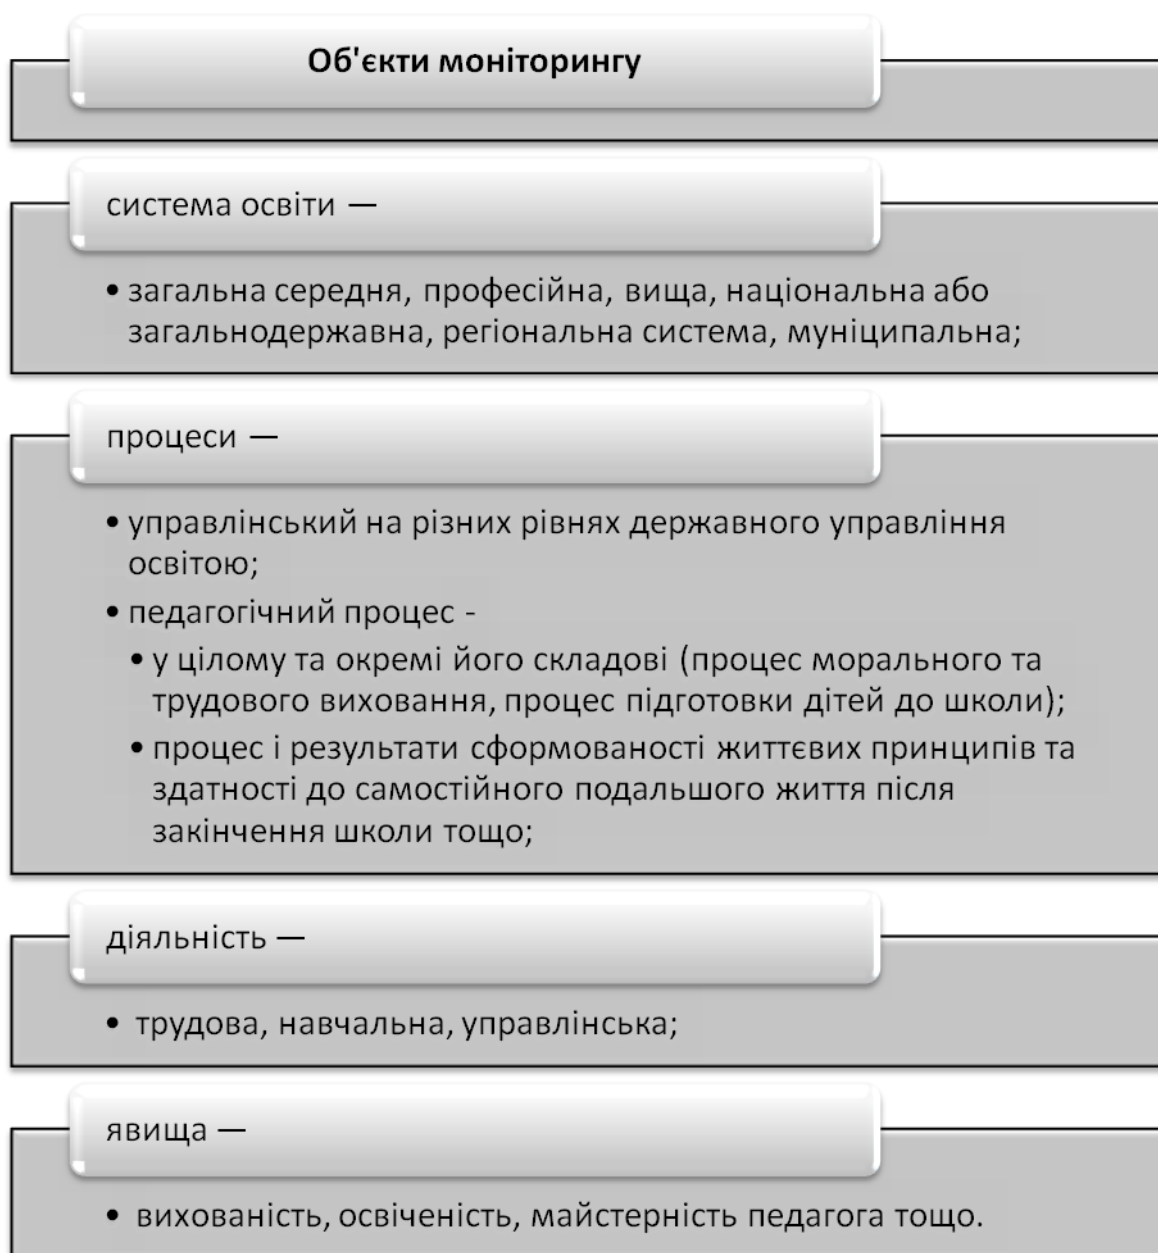 Об'єкти моніторингу
система освіти —
• загальна середня, професійна, вища, національна або
загальнодержавна, регіональна система, муніципальна;
процеси —
• управлінський на різних рівнях державного управління
освітою;
• педагогічний процес -
• у цілому та окремі його складові (процес морального та
трудового виховання, процес підготовки дітей до школи);
• процес і результати сформованості життєвих принципів та
здатності до самостійного подальшого життя після
закінчення школи тощо;
діяльність —
• трудова, навчальна, управлінська;
явища —
• вихованість, освіченість, майстерність педагога тощо.